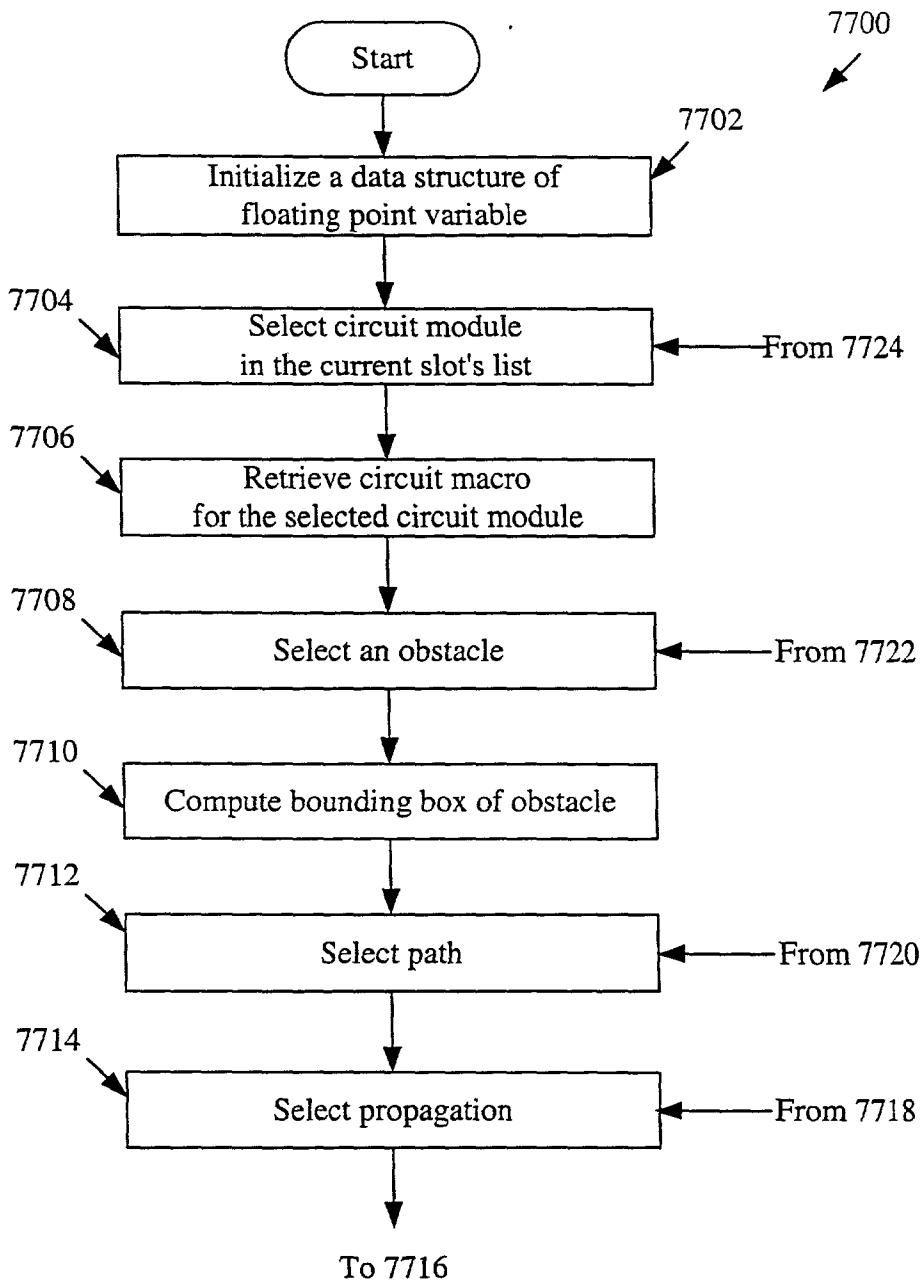 7700
Start
7702
Initialize a data structure of
floating point variable
7704
Select circuit module
in the current slot's list
From 7724
7706
Retrieve circuit macro
for the selected circuit module
7708
Select an obstacle
From 7722
7710
Compute bounding box of obstacle
7712
Select path
From 7720
7714
Select propagation
From 7718
To 7716